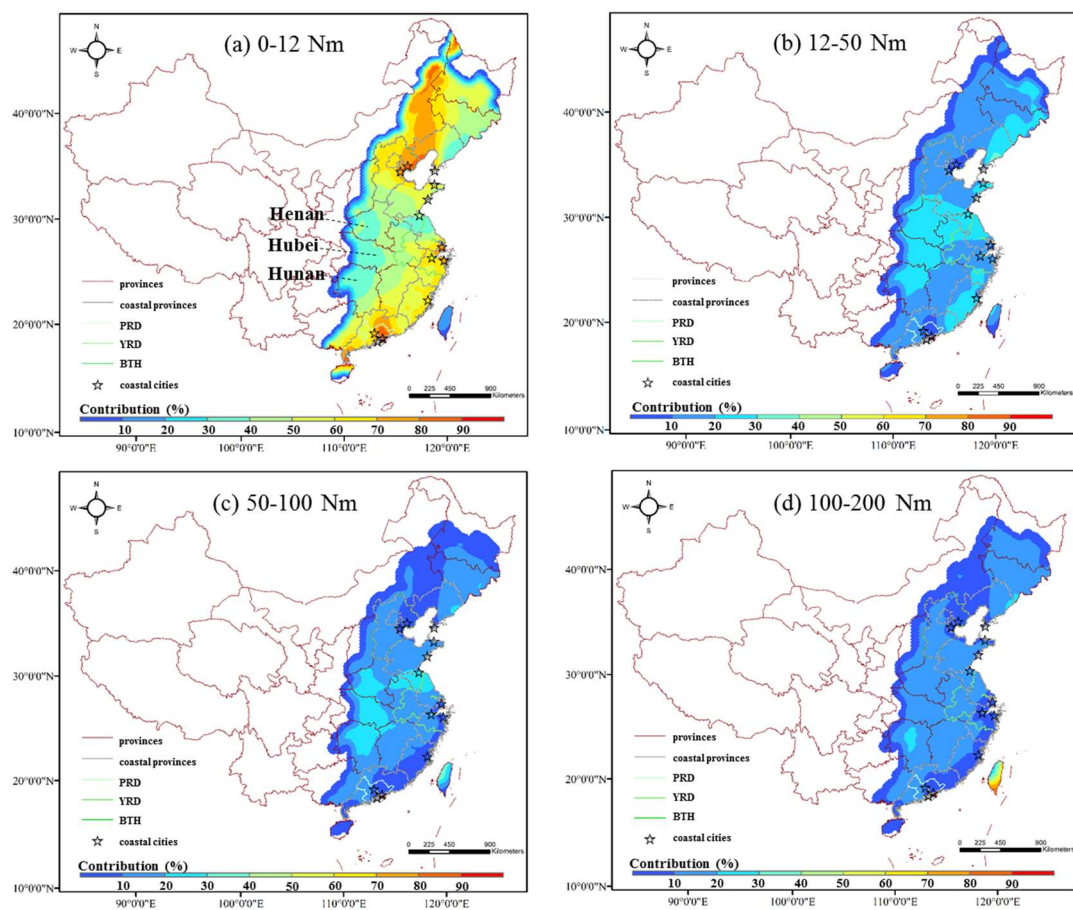 (a) 0-12 Nm
N
W E
S
40°0'0"N
30°0'0"N
20°0'0"N
10°0'0"N
Henan
Hubei
Hunan
provinces
coastal provinces
PRD
YRD
BTH
coastal cities
0 225 450 900
Kilometers
Contribution (%)
10 20 30 40 50 60 70 80 90
90°0'0"E 100°0'0"E 110°0'0"E 120°0'0"E
(b) 12-50 Nm
N
W E
S
40°0'0"N
30°0'0"N
20°0'0"N
10°0'0"N
provinces
coastal provinces
PRD
YRD
BTH
coastal cities
0 225 450 900
Kilometers
Contribution (%)
10 20 30 40 50 60 70 80 90
90°0'0"E 100°0'0"E 110°0'0"E 120°0'0"E
(c) 50-100 Nm
N
W E
S
40°0'0"N
30°0'0"N
20°0'0"N
10°0'0"N
provinces
coastal provinces
PRD
YRD
BTH
coastal cities
0 225 450 900
Kilometers
Contribution (%)
10 20 30 40 50 60 70 80 90
90°0'0"E 100°0'0"E 110°0'0"E 120°0'0"E
(d) 100-200 Nm
N
W E
S
40°0'0"N
30°0'0"N
20°0'0"N
10°0'0"N
provinces
coastal provinces
PRD
YRD
BTH
coastal cities
0 225 450 900
Kilometers
Contribution (%)
10 20 30 40 50 60 70 80 90
90°0'0"E 100°0'0"E 110°0'0"E 120°0'0"E